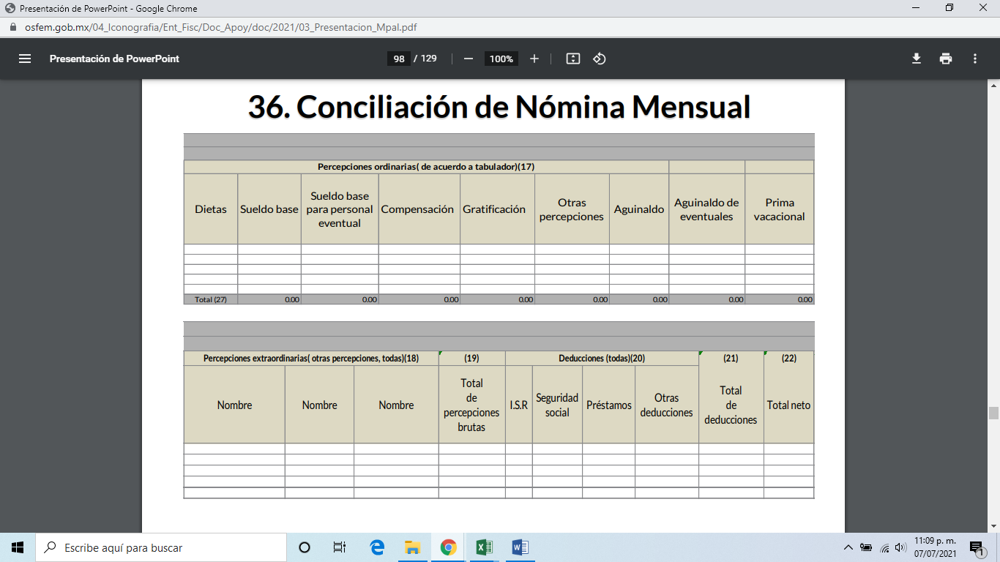 Presentación de PowerPoint - Google Chrome
osfem.gob.mx/04_Iconografia/Ent_Fisc/Doc_Apoy/doc/2021/03_Presentacion_Mpal.pdf
Presentación de PowerPoint
98 / 129
100%
36. Conciliación de Nómina Mensual
Percepciones ordinarias( de acuerdo a tabulador)(17)
Dietas
Sueldo base
Sueldo base
para personal
eventual
Compensación
Gratificación
Otras
percepciones
Aguinaldo
Aguinaldo de
eventuales
Prima
vacacional
Total (27) 0.00 0.00 0.00 0.00 0.00 0.00 0.00 0.00
Percepciones extraordinarias( otras percepciones, todas)(18) (19) Deducciones (todas)(20) (21) (22)
Nombre
Nombre
Nombre
Total
de
percepciones
brutas
I.S.R
Seguridad
social
Préstamos
Otras
deducciones
Total
de
deducciones
Total neto
Escribe aquí para buscar
11:09 p. m.
07/07/2021
1